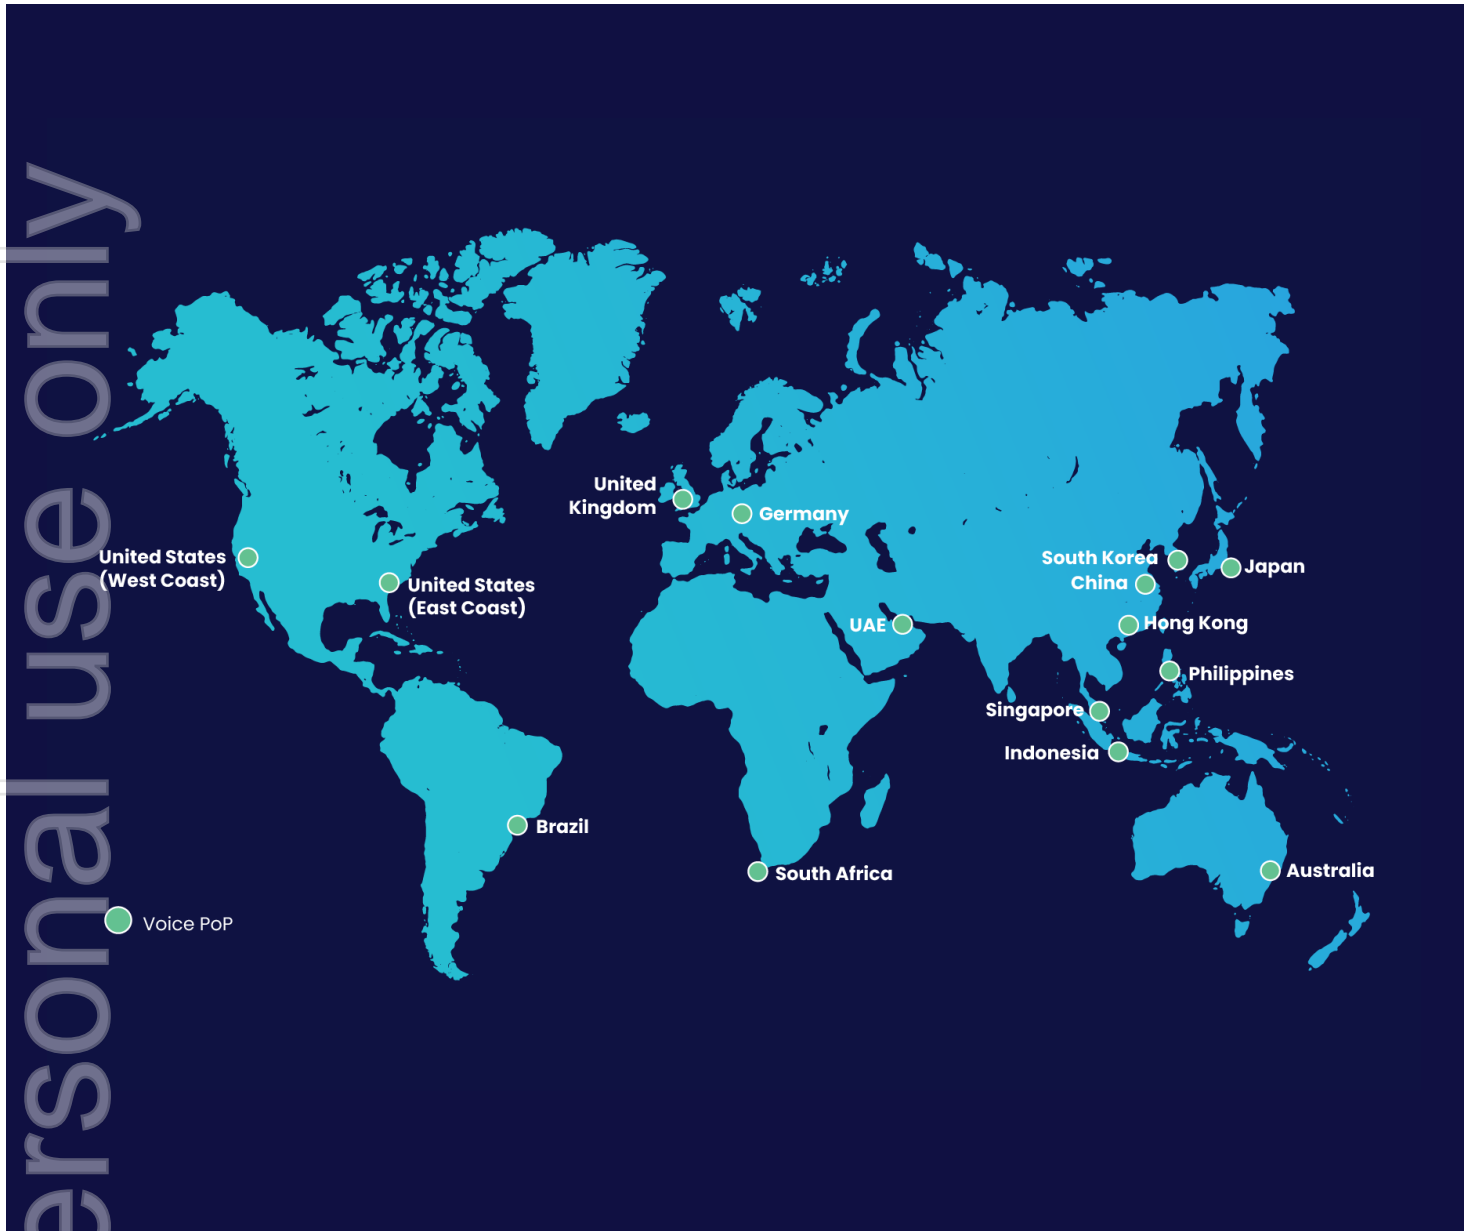 United
Kingdom
Germany
United States
(West Coast)
United States
(East Coast)
South Korea
Japan
China
UAE
Hong Kong
Philippines
Singapore
Indonesia
Brazil
South Africa
Australia
Voice PoP
ersonal use only